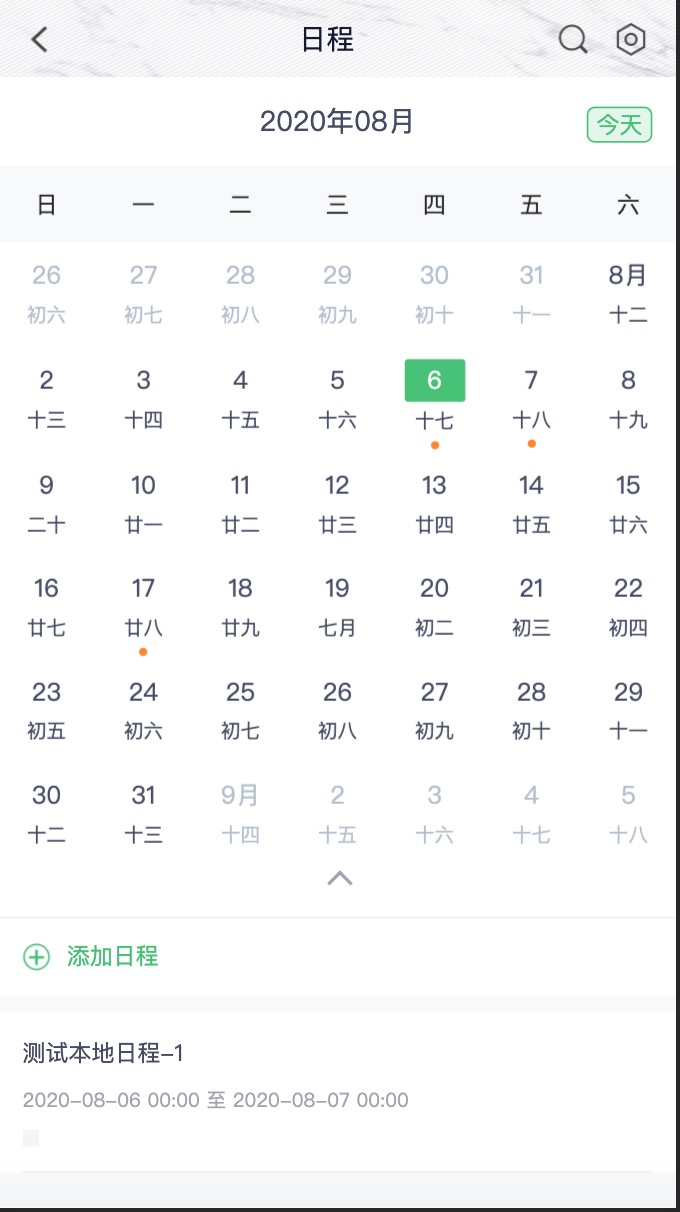 日程
2020年08月 今天
日 一 二 三 四 五 六
26 27 28 29 30 31 8月
初六 初七 初八 初九 初十 十一 十二
2 3 4 5 6 7 8
十三 十四 十五 十六 十七 十八 十九
9 10 11 12 13 14 15
二十 廿一 廿二 廿三 廿四 廿五 廿六
16 17 18 19 20 21 22
廿七 廿八 廿九 七月 初二 初三 初四
23 24 25 26 27 28 29
初五 初六 初七 初八 初九 初十 十一
30 31 9月 2 3 4 5
十二 十三 十四 十五 十六 十七 十八
添加日程
测试本地日程-1
2020-08-06 00:00 至 2020-08-07 00:00